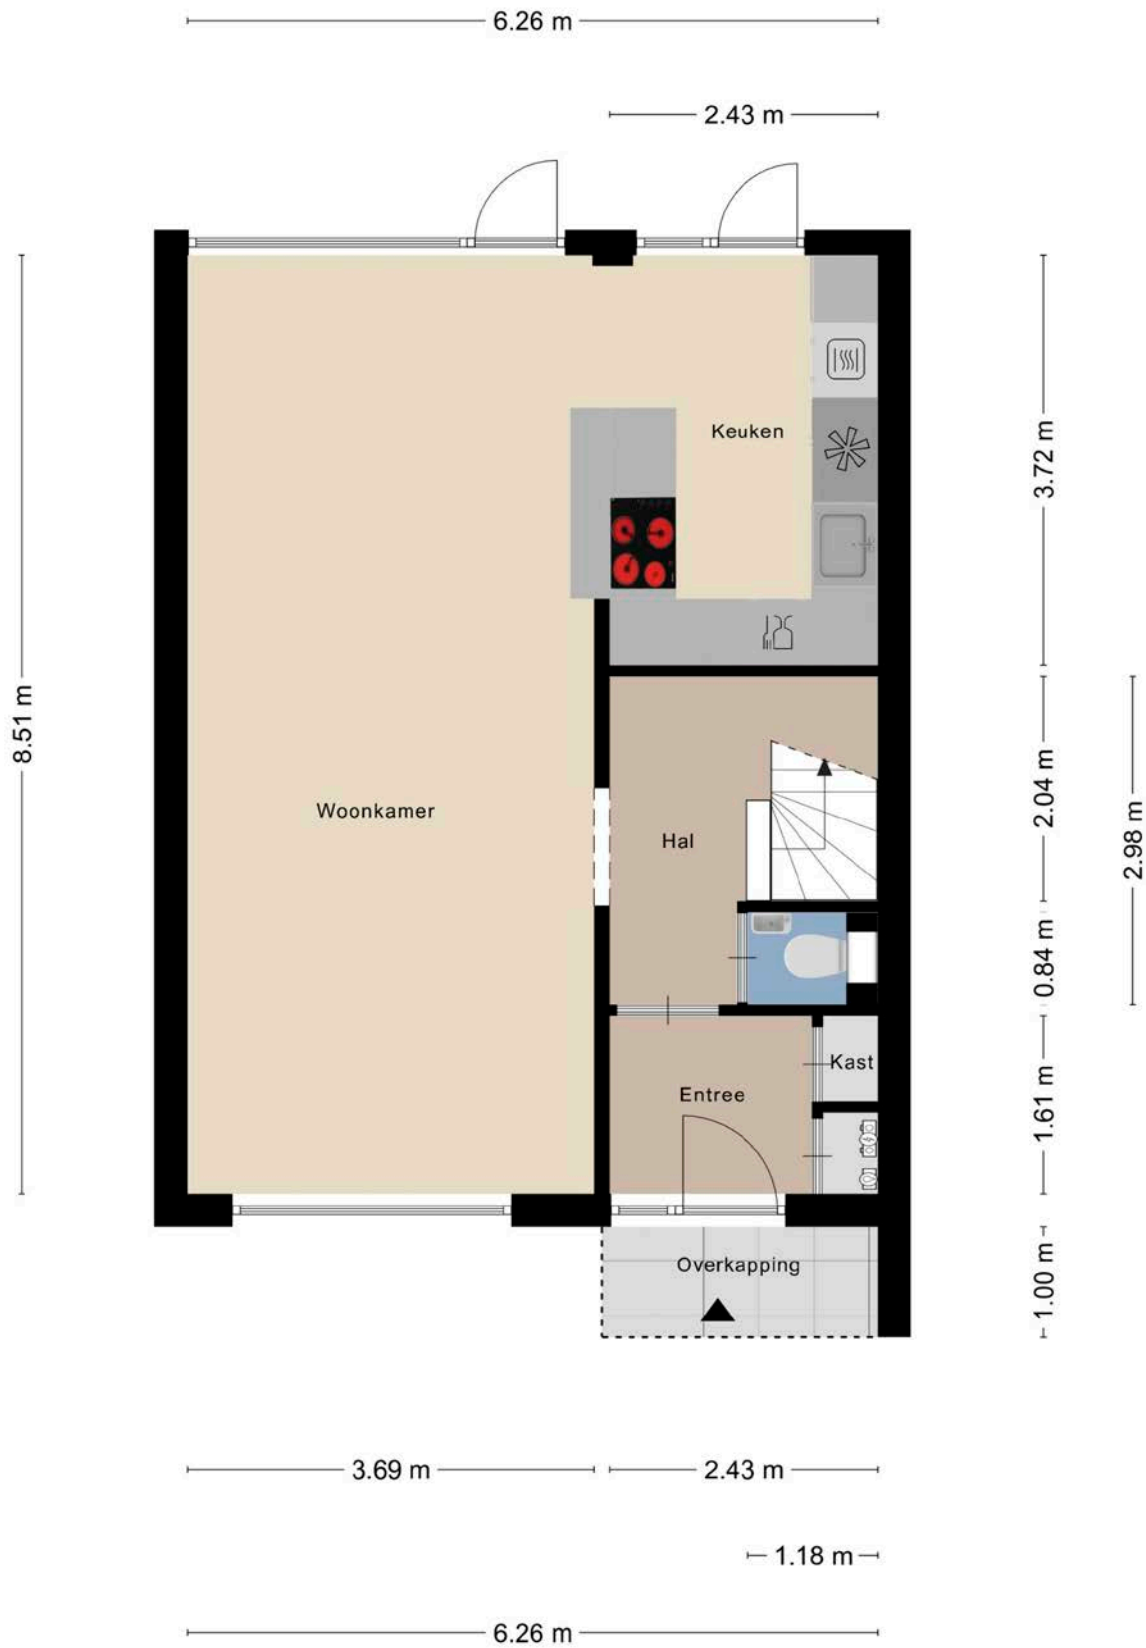 6.26 m
2.43 m
Keuken
3.72 m
8.51 m
Woonkamer
Hal
2.04 m
2.98 m
0.84 m
Kast
Entree
1.61 m
Overkapping
1.00 m
3.69 m
2.43 m
1.18 m
6.26 m